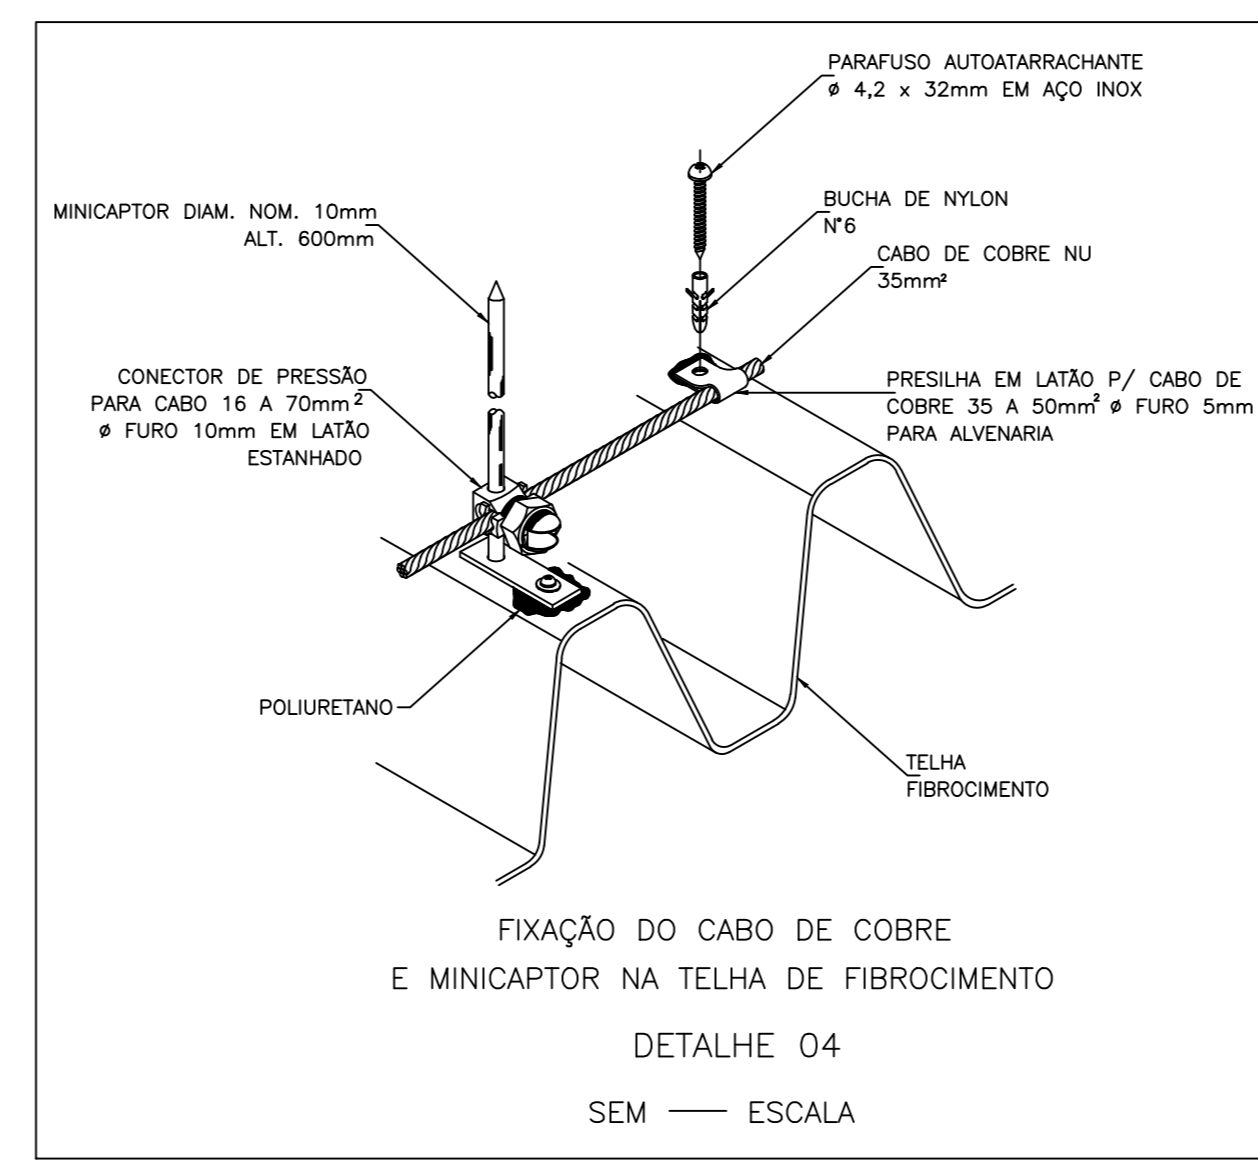 PARAFUSO AUTOATARRACHANTE
ø 4,2 x 32mm EM AÇO INOX
MINICAPTOR DIAM. NOM. 10mm
ALT. 600mm
BUCHA DE NYLON
N°6
CABO DE COBRE NU
35mm²
CONECTOR DE PRESSÃO
PARA CABO 16 A 70mm²
ø FURO 10mm EM LATÃO
ESTANHADO
PRESILHA EM LATÃO P/ CABO DE
COBRE 35 A 50mm² ø FURO 5mm
PARA ALVENARIA
POLIURETANO
TELHA
FIBROCIMENTO
FIXAÇÃO DO CABO DE COBRE
E MINICAPTOR NA TELHA DE FIBROCIMENTO
DETALHE 04
SEM — ESCALA